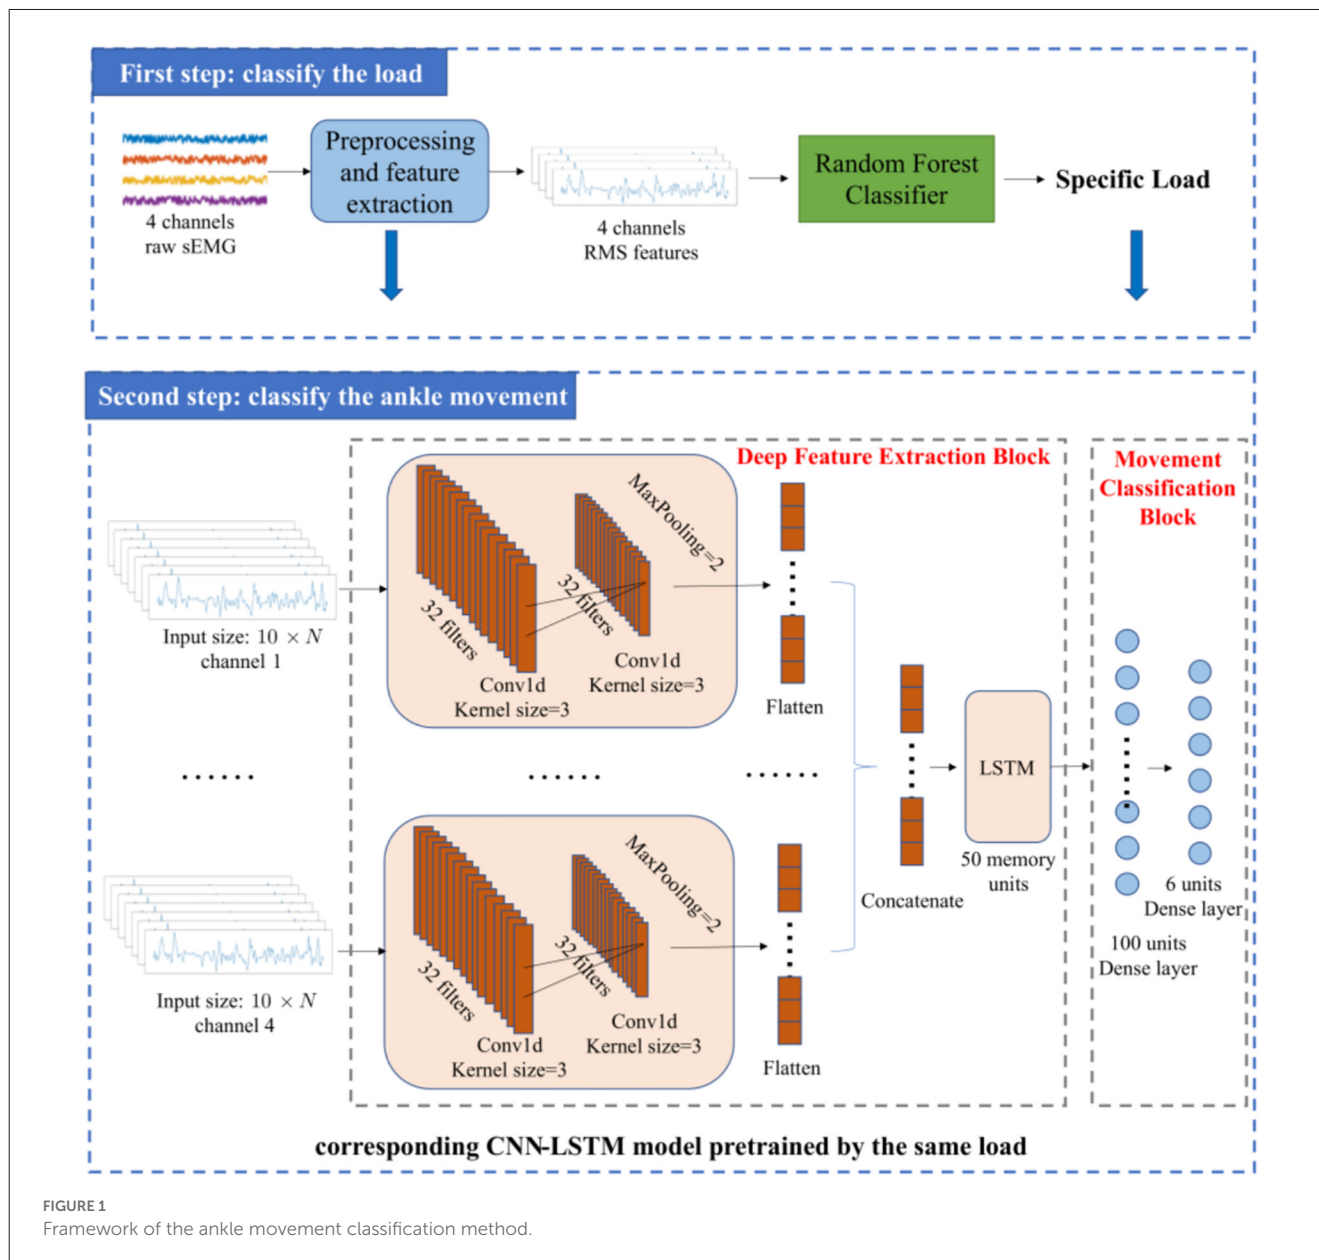 First step: classify the load
4 channels
raw sEMG
Preprocessing
and feature
extraction
4 channels
RMS features
Random Forest
Classifier
Specific Load
Second step: classify the ankle movement
Deep Feature Extraction Block
Movement
Classification
Block
Input size: 10 × N
channel 1
32 filters
Conv1d
Kernel size=3
32 filters
Conv1d
Kernel size=3
MaxPooling=2
Flatten
......
......
......
Input size: 10 × N
channel 4
32 filters
Conv1d
Kernel size=3
32 filters
Conv1d
Kernel size=3
MaxPooling=2
Flatten
Concatenate
LSTM
50 memory
units
100 units
Dense layer
6 units
Dense layer
corresponding CNN-LSTM model pretrained by the same load
FIGURE 1
Framework of the ankle movement classification method.